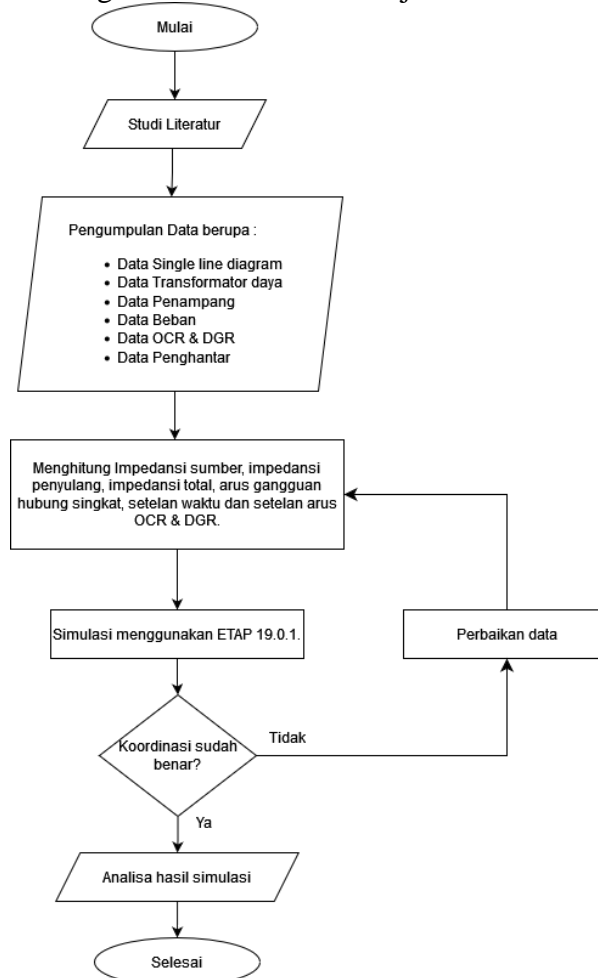 Mulai
Studi Literatur
Pengumpulan Data berupa :
• Data Single line diagram
• Data Transformator daya
• Data Penampang
• Data Beban
• Data OCR & DGR
• Data Penghantar
Menghitung Impedansi sumber, impedansi
penyulang, impedansi total, arus gangguan
hubung singkat, setelan waktu dan setelan arus
OCR & DGR.
Simulasi menggunakan ETAP 19.0.1.
Perbaikan data
Koordinasi sudah
benar?
Tidak
Ya
Analisa hasil simulasi
Selesai